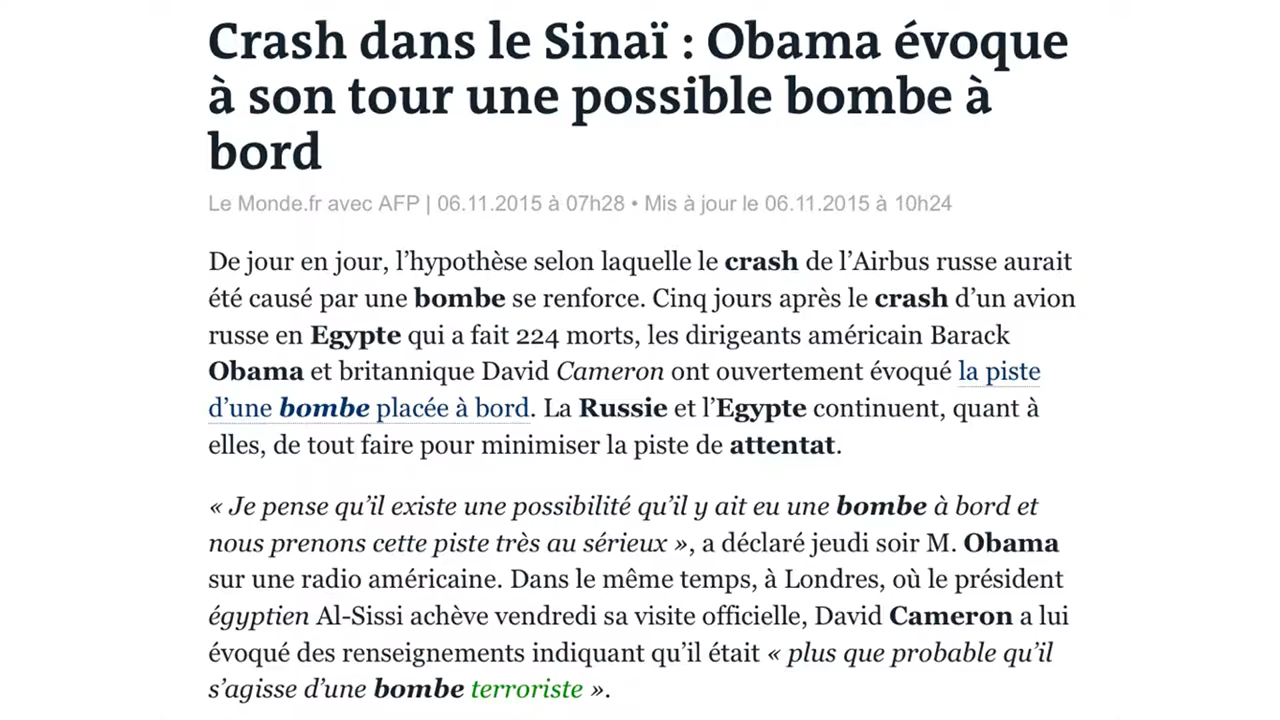 Crash dans le Sinaï : Obama évoque
à son tour une possible bombe à
bord
Le Monde.fr avec AFP | 06.11.2015 à 07h28 • Mis à jour le 06.11.2015 à 10h24
De jour en jour, l’hypothèse selon laquelle le crash de l’Airbus russe aurait
été causé par une bombe se renforce. Cinq jours après le crash d’un avion
russe en Egypte qui a fait 224 morts, les dirigeants américain Barack
Obama et britannique David Cameron ont ouvertement évoqué la piste
d’une bombe placée à bord. La Russie et l’Egypte continuent, quant à
elles, de tout faire pour minimiser la piste de attentat.
« Je pense qu’il existe une possibilité qu’il y ait eu une bombe à bord et
nous prenons cette piste très au sérieux », a déclaré jeudi soir M. Obama
sur une radio américaine. Dans le même temps, à Londres, où le président
égyptien Al-Sissi achève vendredi sa visite officielle, David Cameron a lui
évoqué des renseignements indiquant qu’il était « plus que probable qu’il
s’agisse d’une bombe terroriste ».